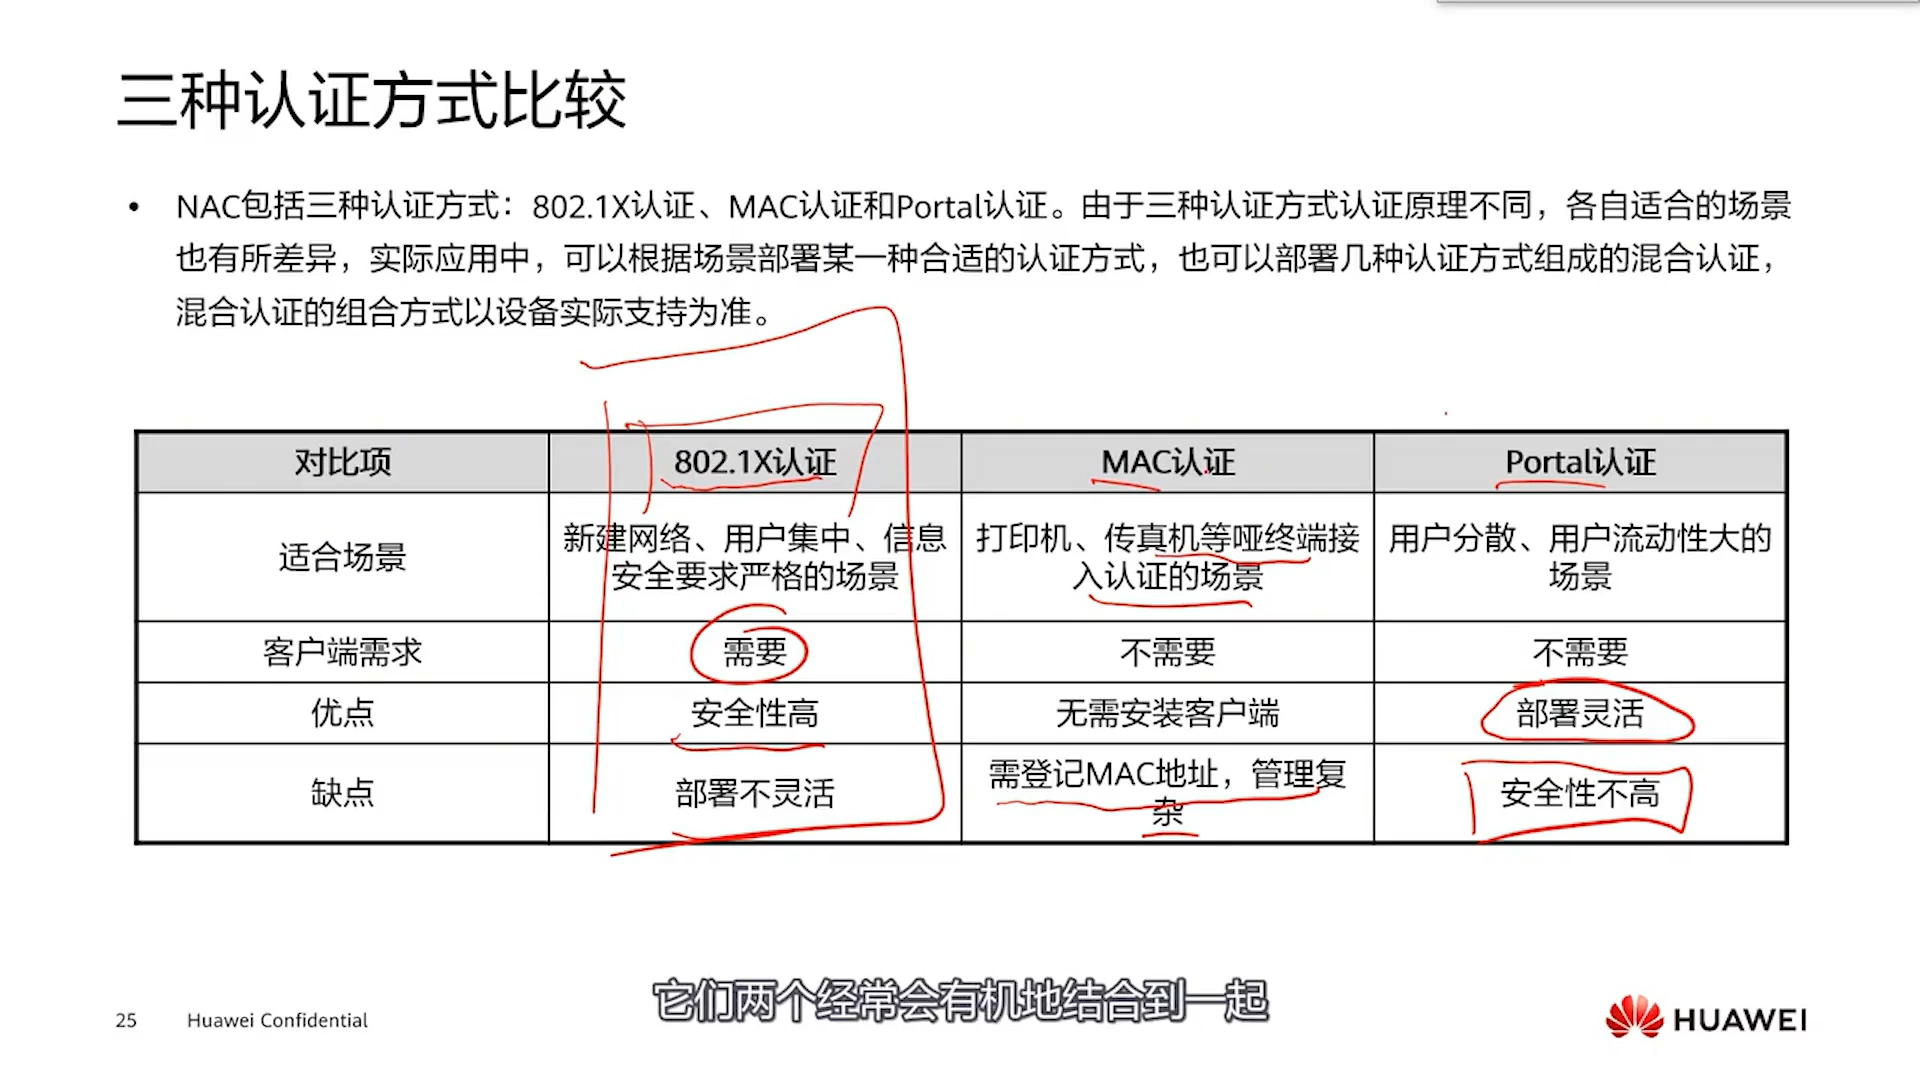 三种认证方式比较
• NAC包括三种认证方式：802.1X认证、MAC认证和Portal认证。由于三种认证方式认证原理不同，各自适合的场景
也有所差异，实际应用中，可以根据场景部署某一种合适的认证方式，也可以部署几种认证方式组成的混合认证，
混合认证的组合方式以设备实际支持为准。
对比项 802.1X认证 MAC认证 Portal认证
适合场景
新建网络、用户集中、信息
安全要求严格的场景
打印机、传真机等哑终端接
入认证的场景
用户分散、用户流动性大的
场景
客户端需求 需要 不需要 不需要
优点 安全性高 无需安装客户端 部署灵活
缺点 部署不灵活
需登记MAC地址，管理复
杂
安全性不高
它们两个经常会有机地结合到一起
25 Huawei Confidential
HUAWEI